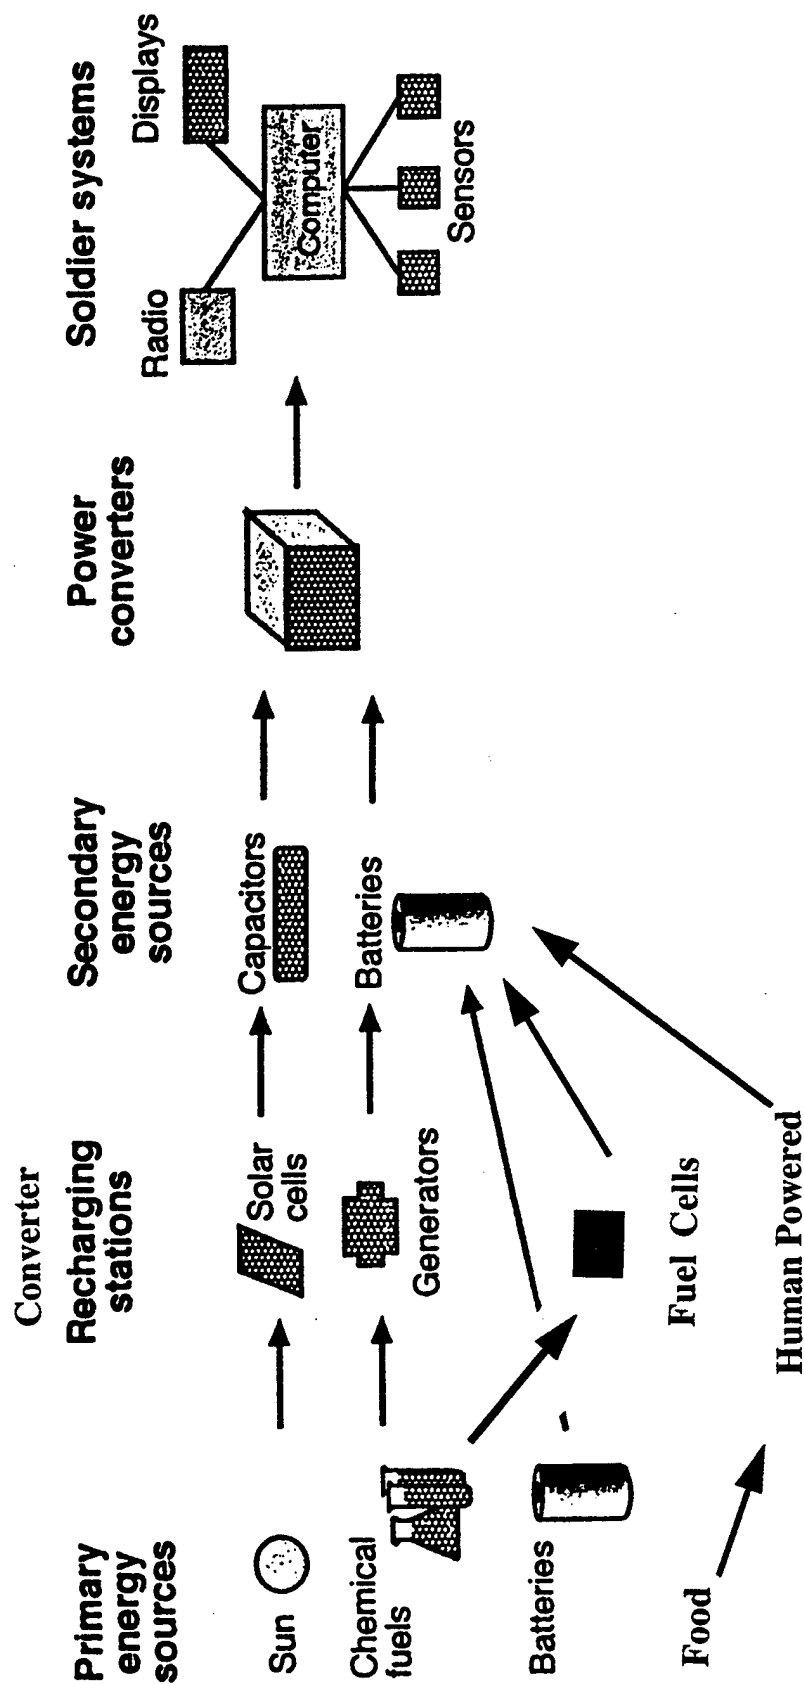 Converter
Primary
energy
sources
Recharging
stations
Secondary
energy
sources
Power
converters
Soldier systems
Sun
Solar
cells
Capacitors
Radio
Displays
Computer
Sensors
Chemical
fuels
Generators
Batteries
Batteries
Fuel Cells
Food
Human Powered